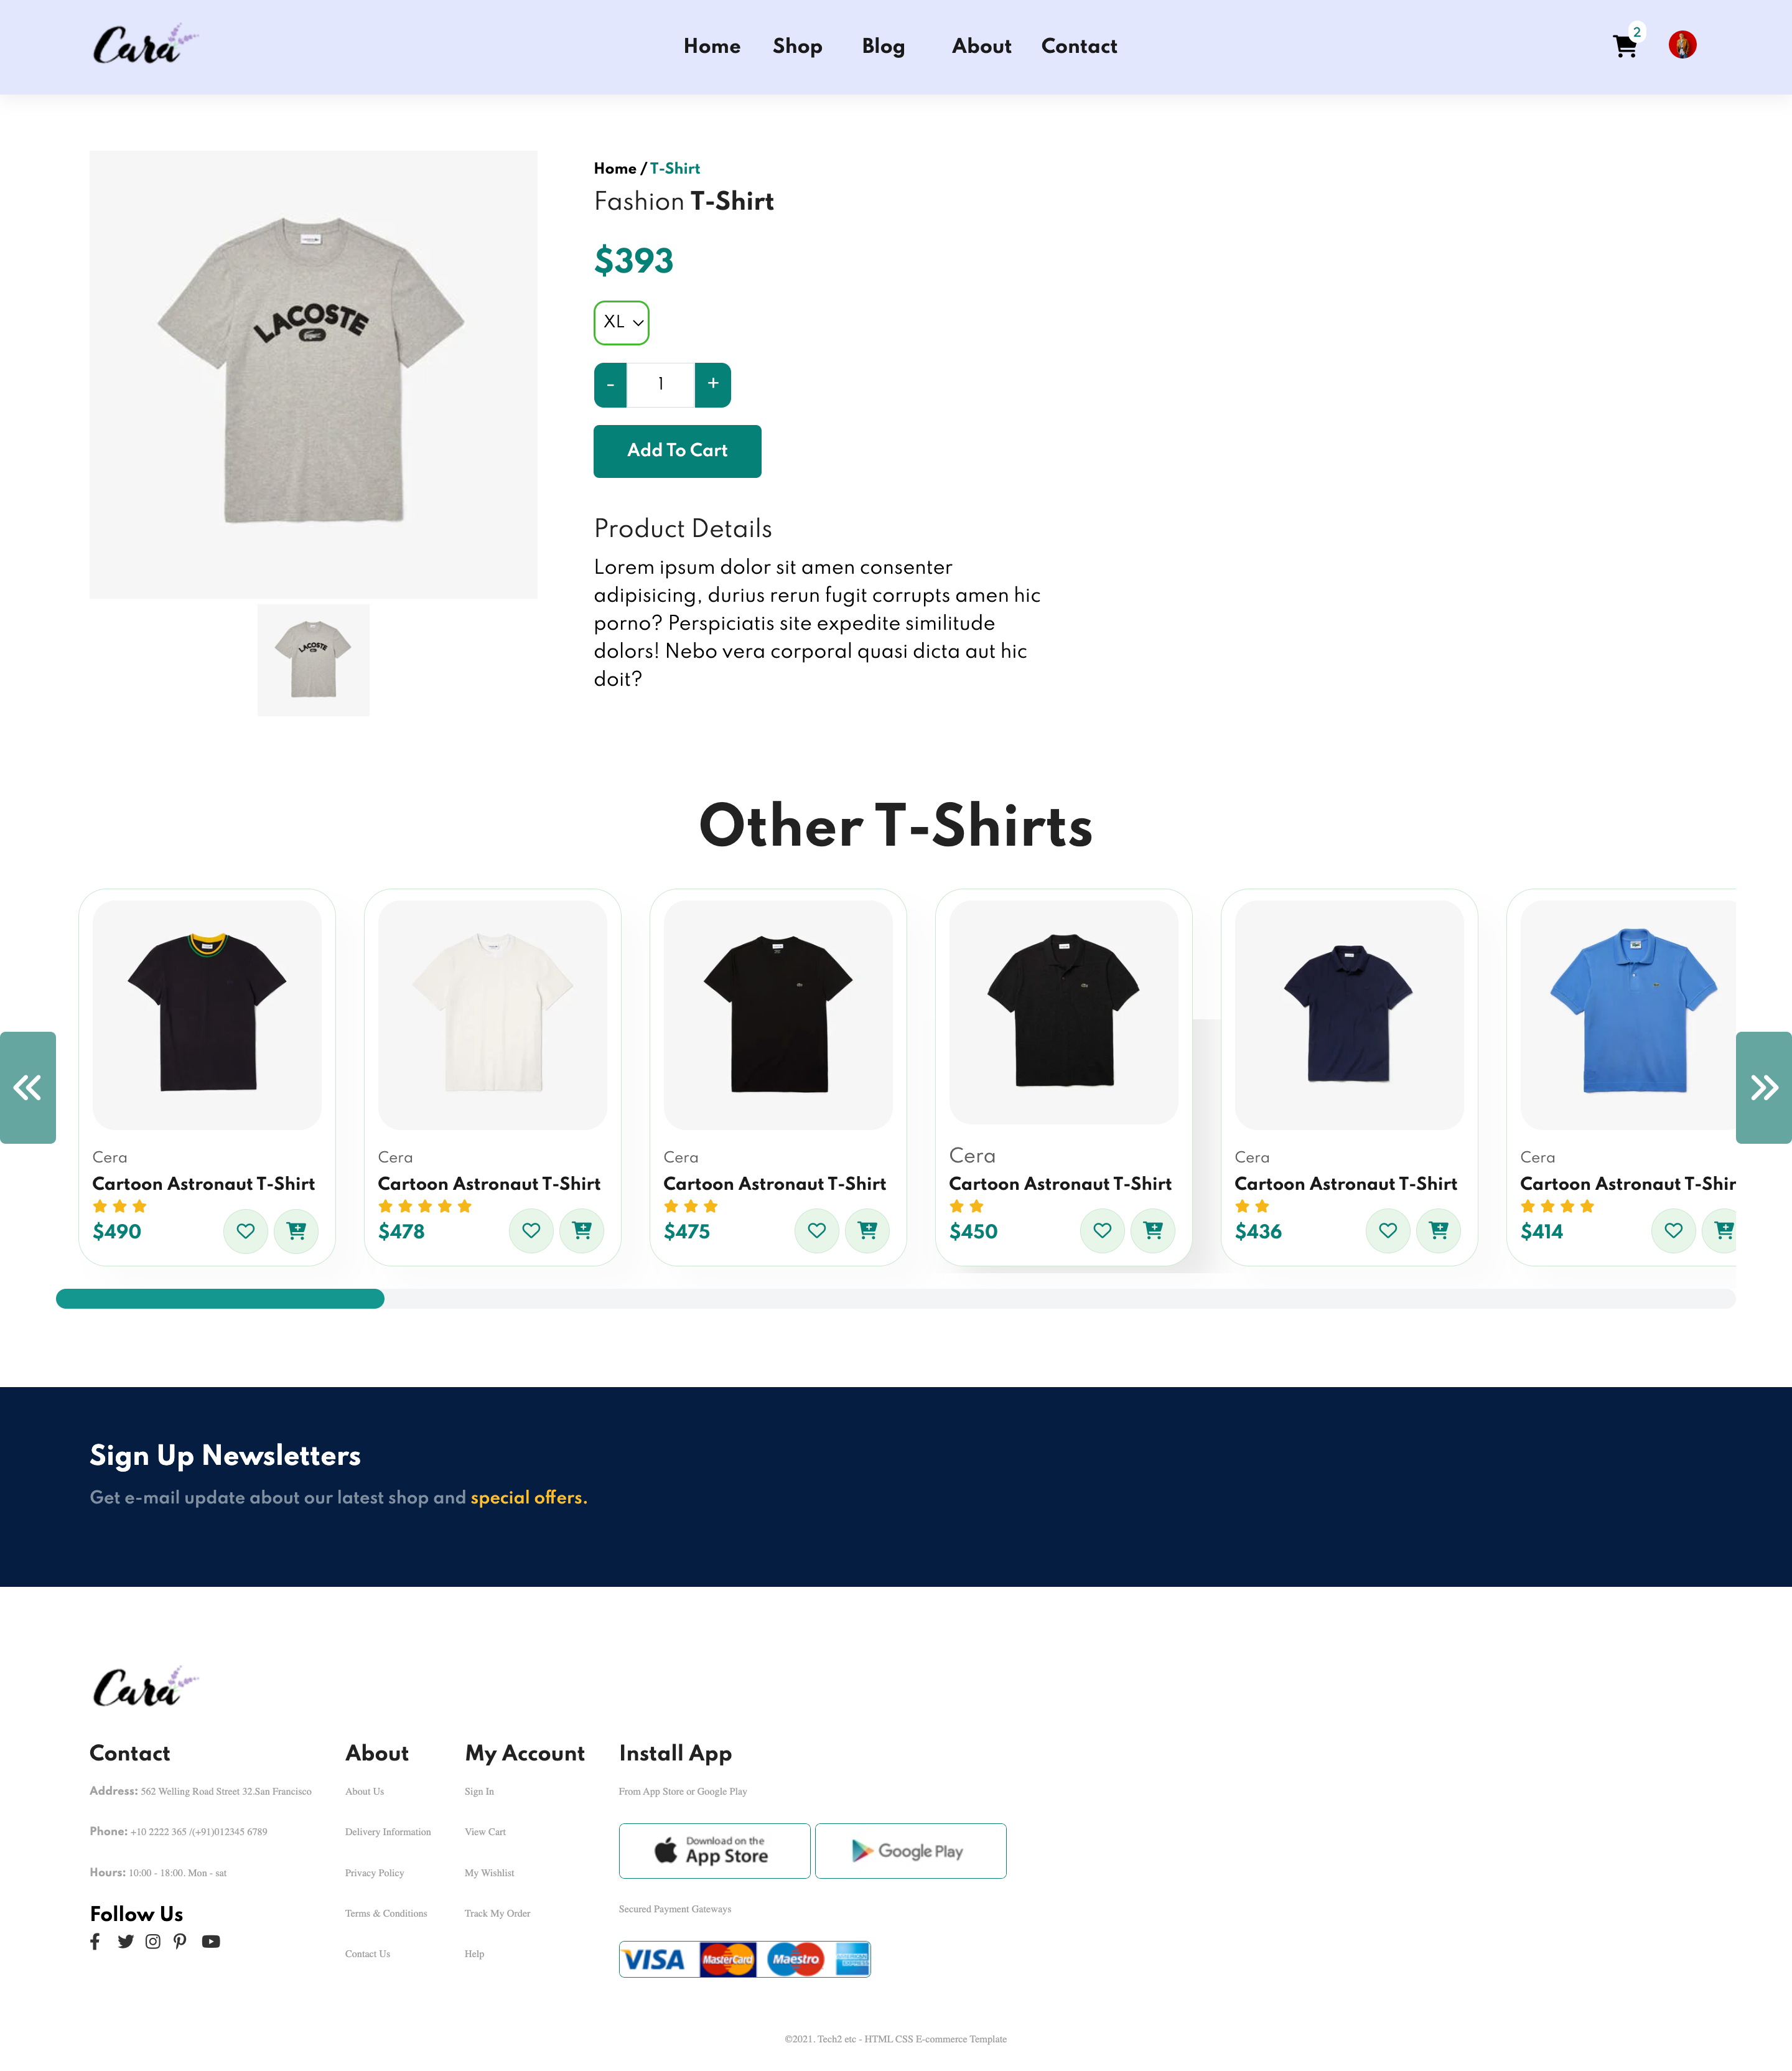 Cara
Home Shop Blog About Contact
2
Home / T-Shirt
Fashion T-Shirt
$393
XL
- 1 +
Add To Cart
LACOSTE
LACOSTE
Product Details
Lorem ipsum dolor sit amen consenter
adipisicing, durius rerun fugit corrupts amen hic
porno? Perspiciatis site expedite similitude
dolors! Nebo vera corporal quasi dicta aut hic
doit?
Other T-Shirts
Cera
Cartoon Astronaut T-Shirt
$490
Cera
Cartoon Astronaut T-Shirt
$478
Cera
Cartoon Astronaut T-Shirt
$475
Cera
Cartoon Astronaut T-Shirt
$450
Cera
Cartoon Astronaut T-Shirt
$436
Cera
Cartoon Astronaut T-Shir
$414
Sign Up Newsletters
Get e-mail update about our latest shop and special offers.
Cara
Contact
Address: 562 Welling Road Street 32.San Francisco
Phone: +10 2222 365 /(+91)012345 6789
Hours: 10:00 - 18:00. Mon - sat
Follow Us
About
About Us
Delivery Information
Privacy Policy
Terms & Conditions
Contact Us
My Account
Sign In
View Cart
My Wishlist
Track My Order
Help
Install App
From App Store or Google Play
Download on the
App Store
Google Play
Secured Payment Gateways
VISA MasterCard Maestro AMERICAN EXPRESS
©2021. Tech2 etc - HTML CSS E-commerce Template